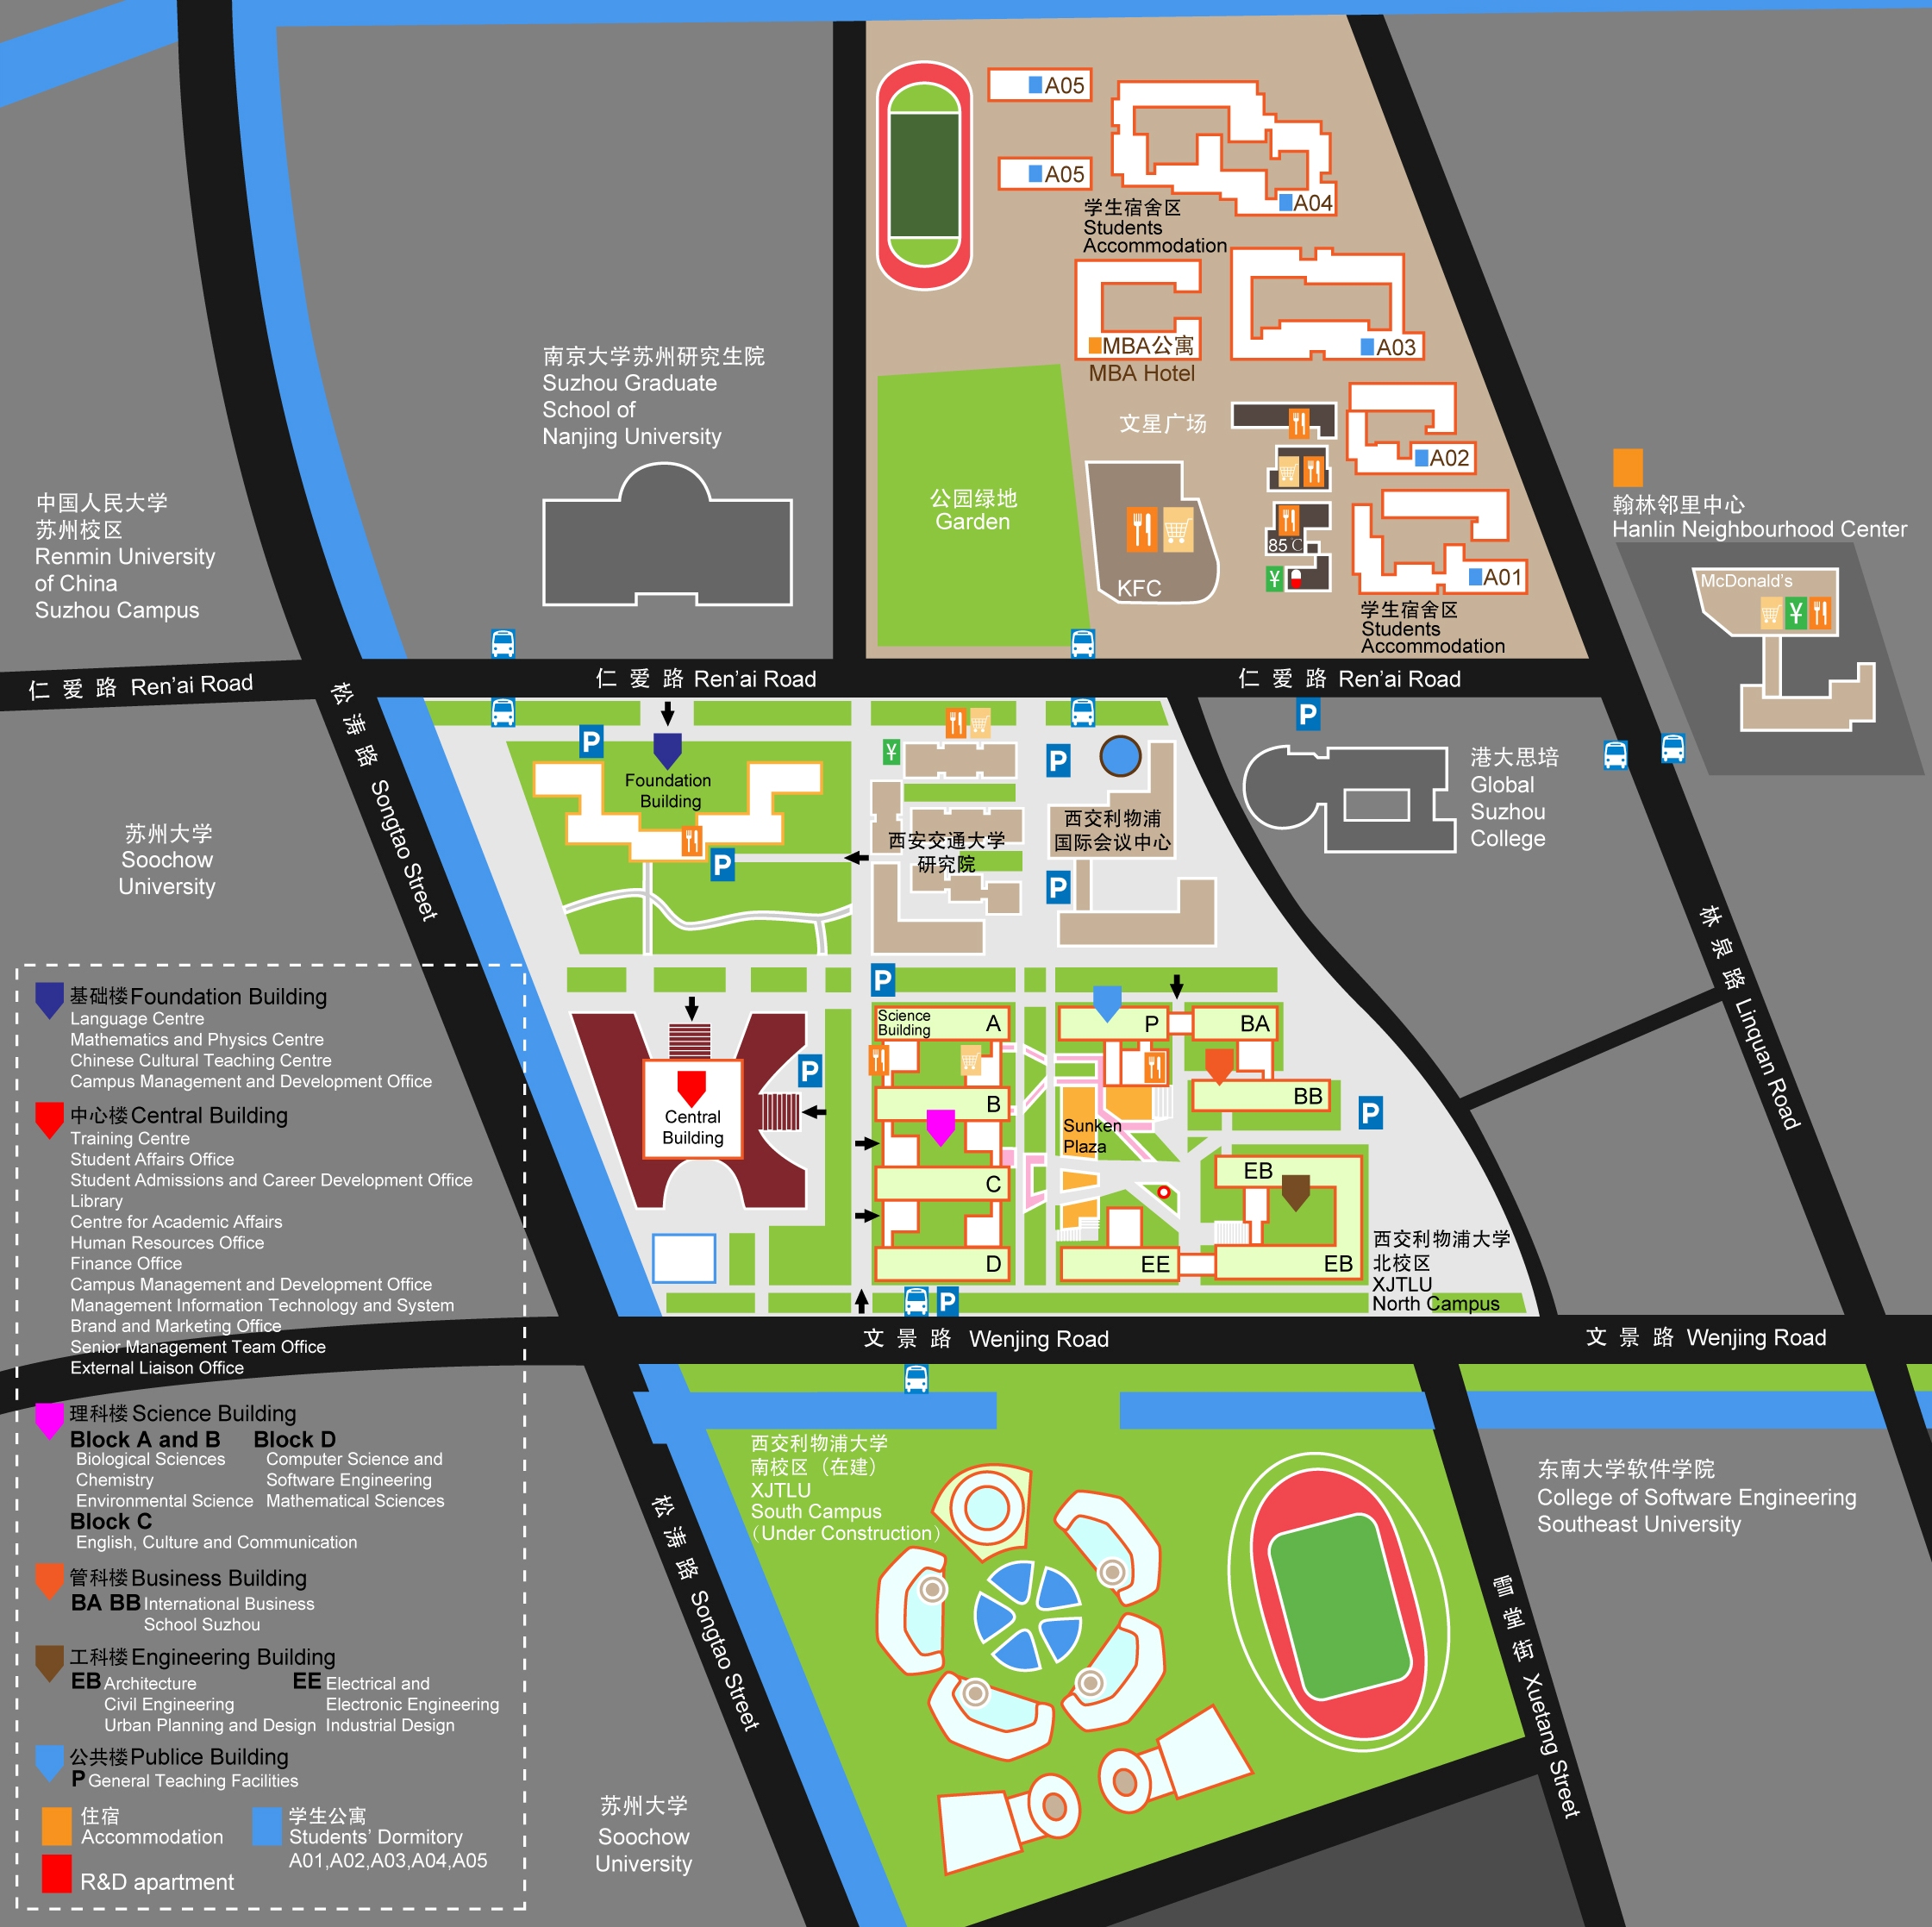 A05
A05
A04
学生宿舍区
Students
Accommodation
MBA公寓
MBA Hotel
A03
南京大学苏州研究生院
Suzhou Graduate
School of
Nanjing University
文星广场
A02
公园绿地
Garden
KFC
85℃
¥
A01
学生宿舍区
Students
Accommodation
翰林邻里中心
Hanlin Neighbourhood Center
McDonald's
¥
中国人民大学
苏州校区
Renmin University
of China
Suzhou Campus
仁爱路 Ren'ai Road
仁爱路 Ren'ai Road
仁爱路 Ren'ai Road
松涛路 Songtao Street
P
P
Foundation
Building
P
¥
P
西安交通大学
研究院
西交利物浦
国际会议中心
P
港大思培
Global
Suzhou
College
P
苏州大学
Soochow
University
林泉路 Linquan Road
P
Science
Building
A
P
BA
P
Central
Building
B
BB
P
Sunken
Plaza
C
EB
D
EE
EB
西交利物浦大学
北校区
XJTLU
North Campus
P
文景路 Wenjing Road
文景路 Wenjing Road
基础楼Foundation Building
Language Centre
Mathematics and Physics Centre
Chinese Cultural Teaching Centre
Campus Management and Development Office
中心楼Central Building
Training Centre
Student Affairs Office
Student Admissions and Career Development Office
Library
Centre for Academic Affairs
Human Resources Office
Finance Office
Campus Management and Development Office
Management Information Technology and System
Brand and Marketing Office
Senior Management Team Office
External Liaison Office
理科楼Science Building
Block A and B
Biological Sciences
Chemistry
Environmental Science
Block D
Computer Science and
Software Engineering
Mathematical Sciences
Block C
English, Culture and Communication
管科楼Business Building
BA BB International Business
School Suzhou
工科楼Engineering Building
EB Architecture
Civil Engineering
Urban Planning and Design
EE Electrical and
Electronic Engineering
Industrial Design
公共楼Publice Building
P General Teaching Facilities
住宿
Accommodation
学生公寓
Students' Dormitory
A01,A02,A03,A04,A05
R&D apartment
西交利物浦大学
南校区（在建）
XJTLU
South Campus
（Under Construction）
松涛路 Songtao Street
东南大学软件学院
College of Software Engineering
Southeast University
雪堂街 Xuetang Street
苏州大学
Soochow
University